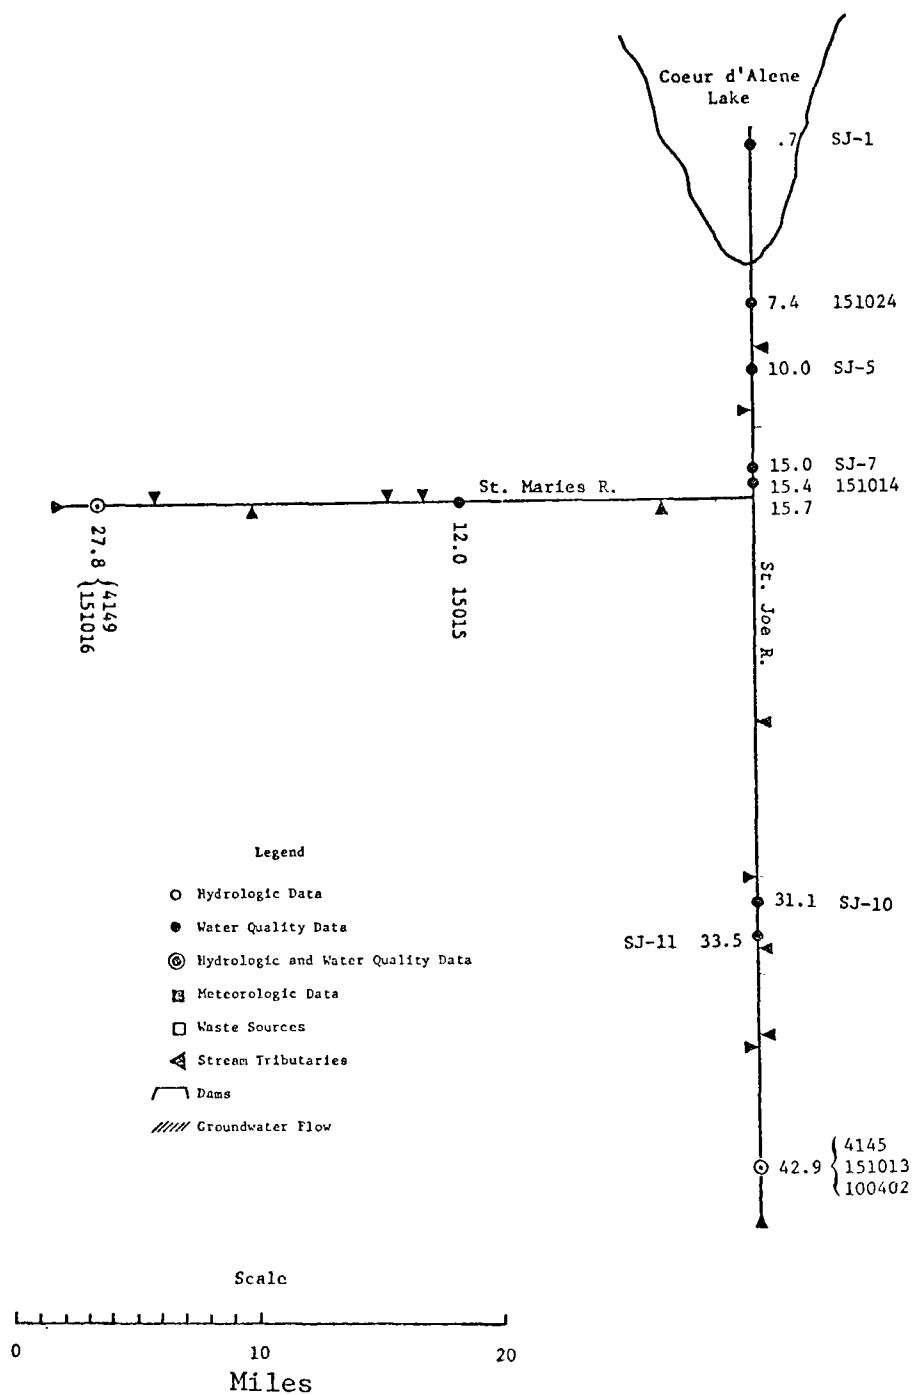 Coeur d'Alene
Lake
.7 SJ-1
7.4 151024
10.0 SJ-5
15.0 SJ-7
St. Maries R.
15.4 151014
15.7
27.8 { 4149
151016
12.0 15015
St. Joe R.
Legend
Hydrologic Data
Water Quality Data
Hydrologic and Water Quality Data
Meteorologic Data
Waste Sources
Stream Tributaries
Dams
Groundwater Flow
31.1 SJ-10
SJ-11 33.5
42.9 { 4145
151013
100402
Scale
0 10 20
Miles